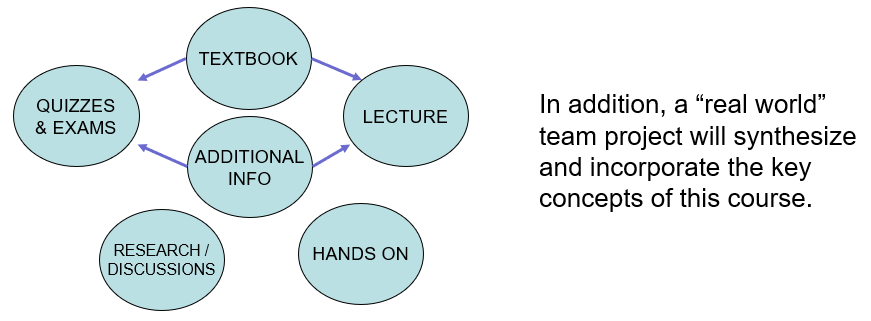 TEXTBOOK
QUIZZES
& EXAMS
LECTURE
ADDITIONAL
INFO
RESEARCH /
DISCUSSIONS
HANDS ON
In addition, a “real world”
team project will synthesize
and incorporate the key
concepts of this course.